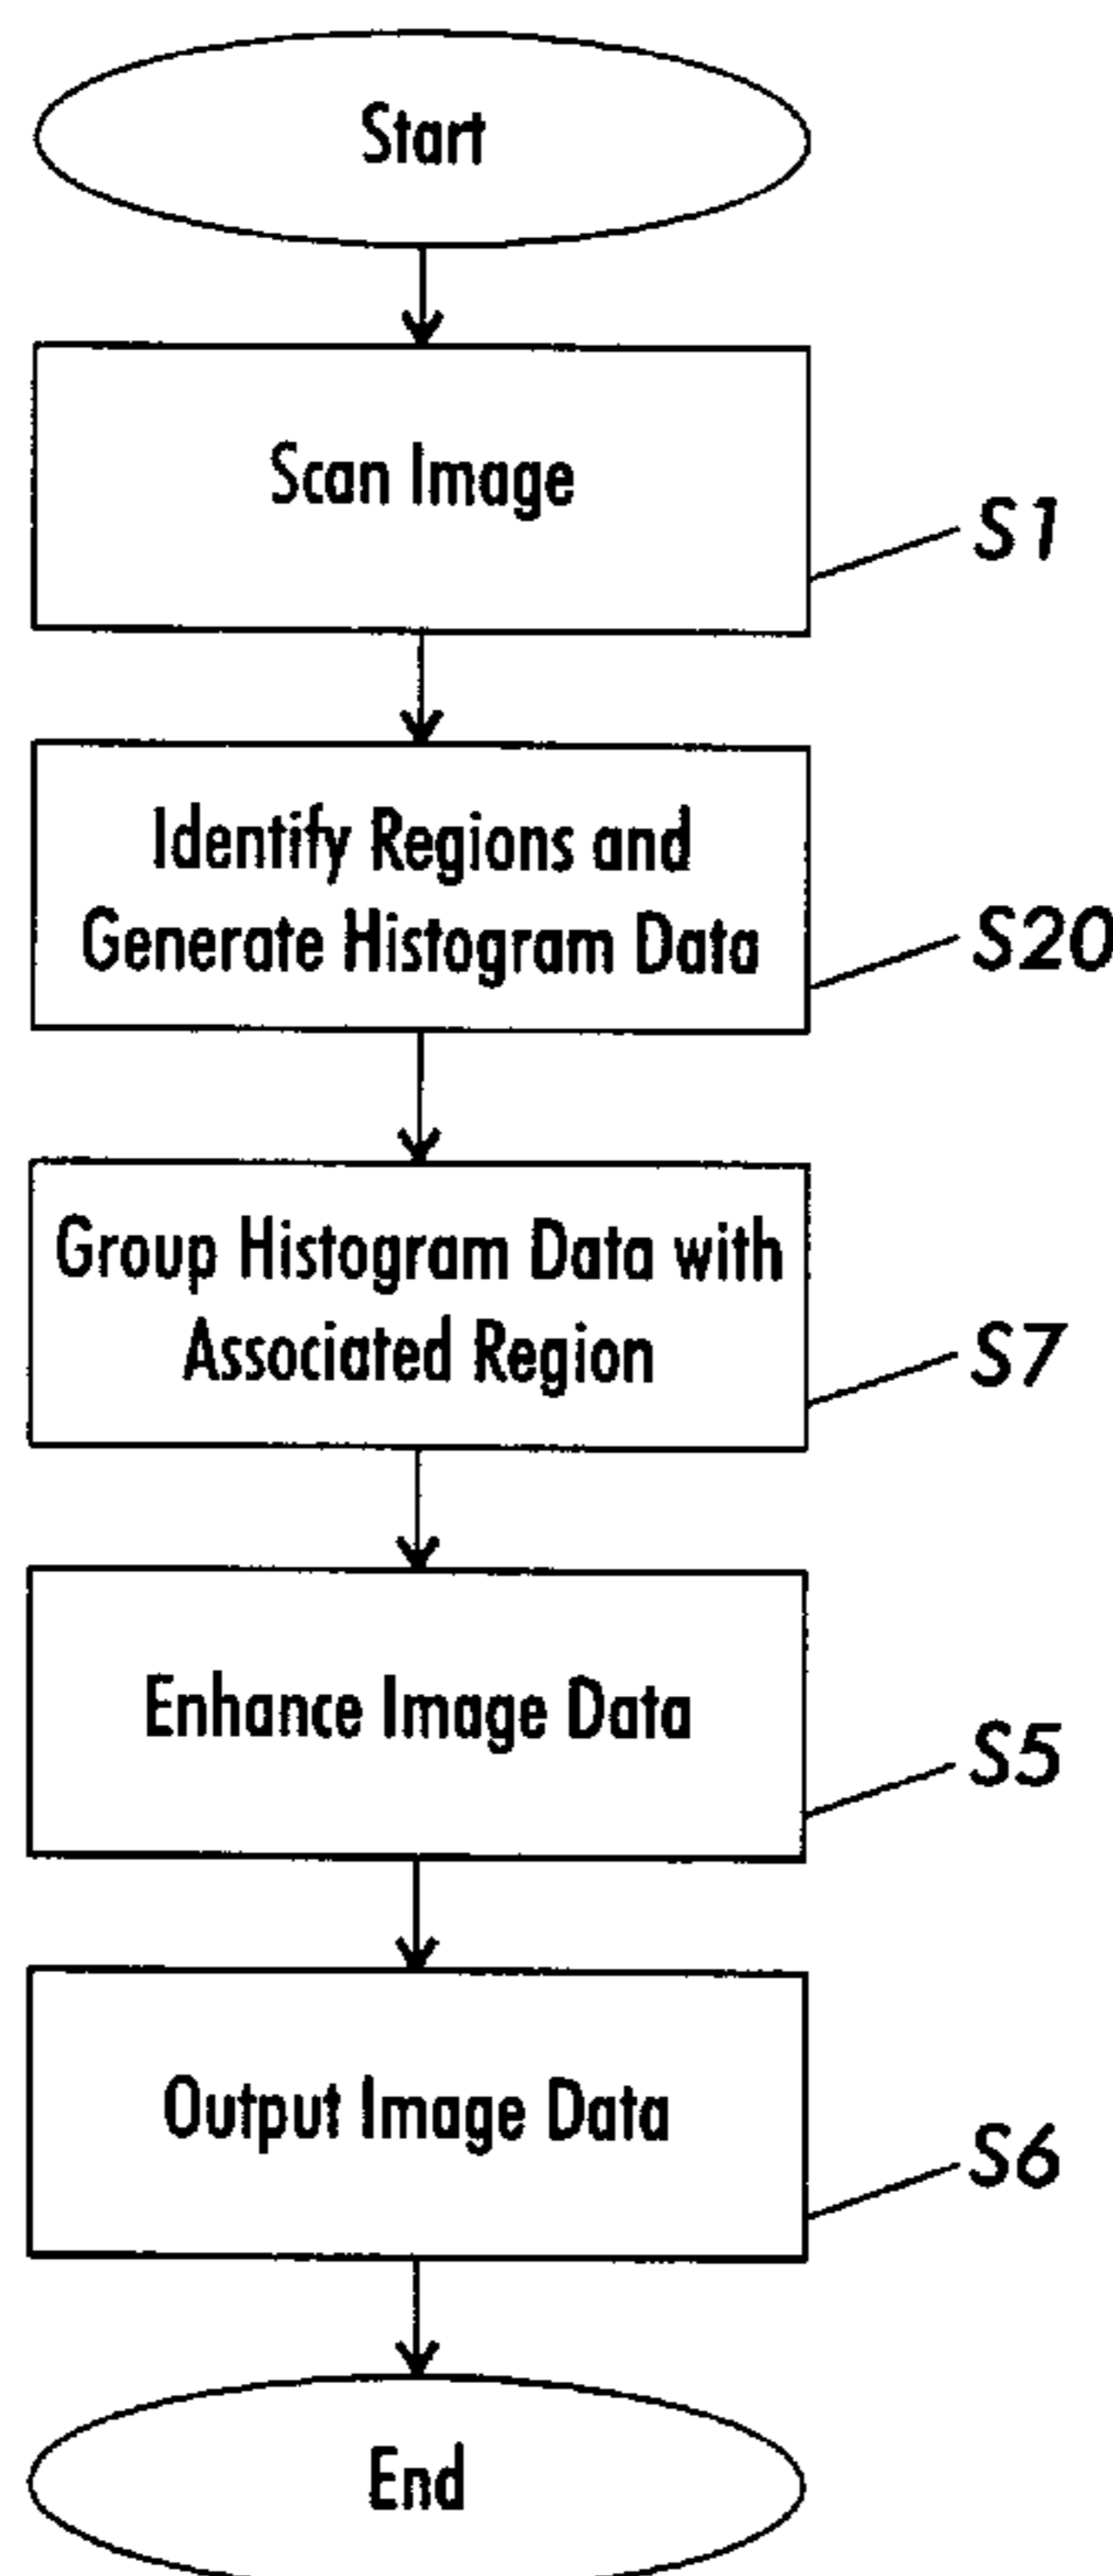 Start
Scan Image
S1
Identify Regions and
Generate Histogram Data
S20
Group Histogram Data with
Associated Region
S7
Enhance Image Data
S5
Output Image Data
S6
End